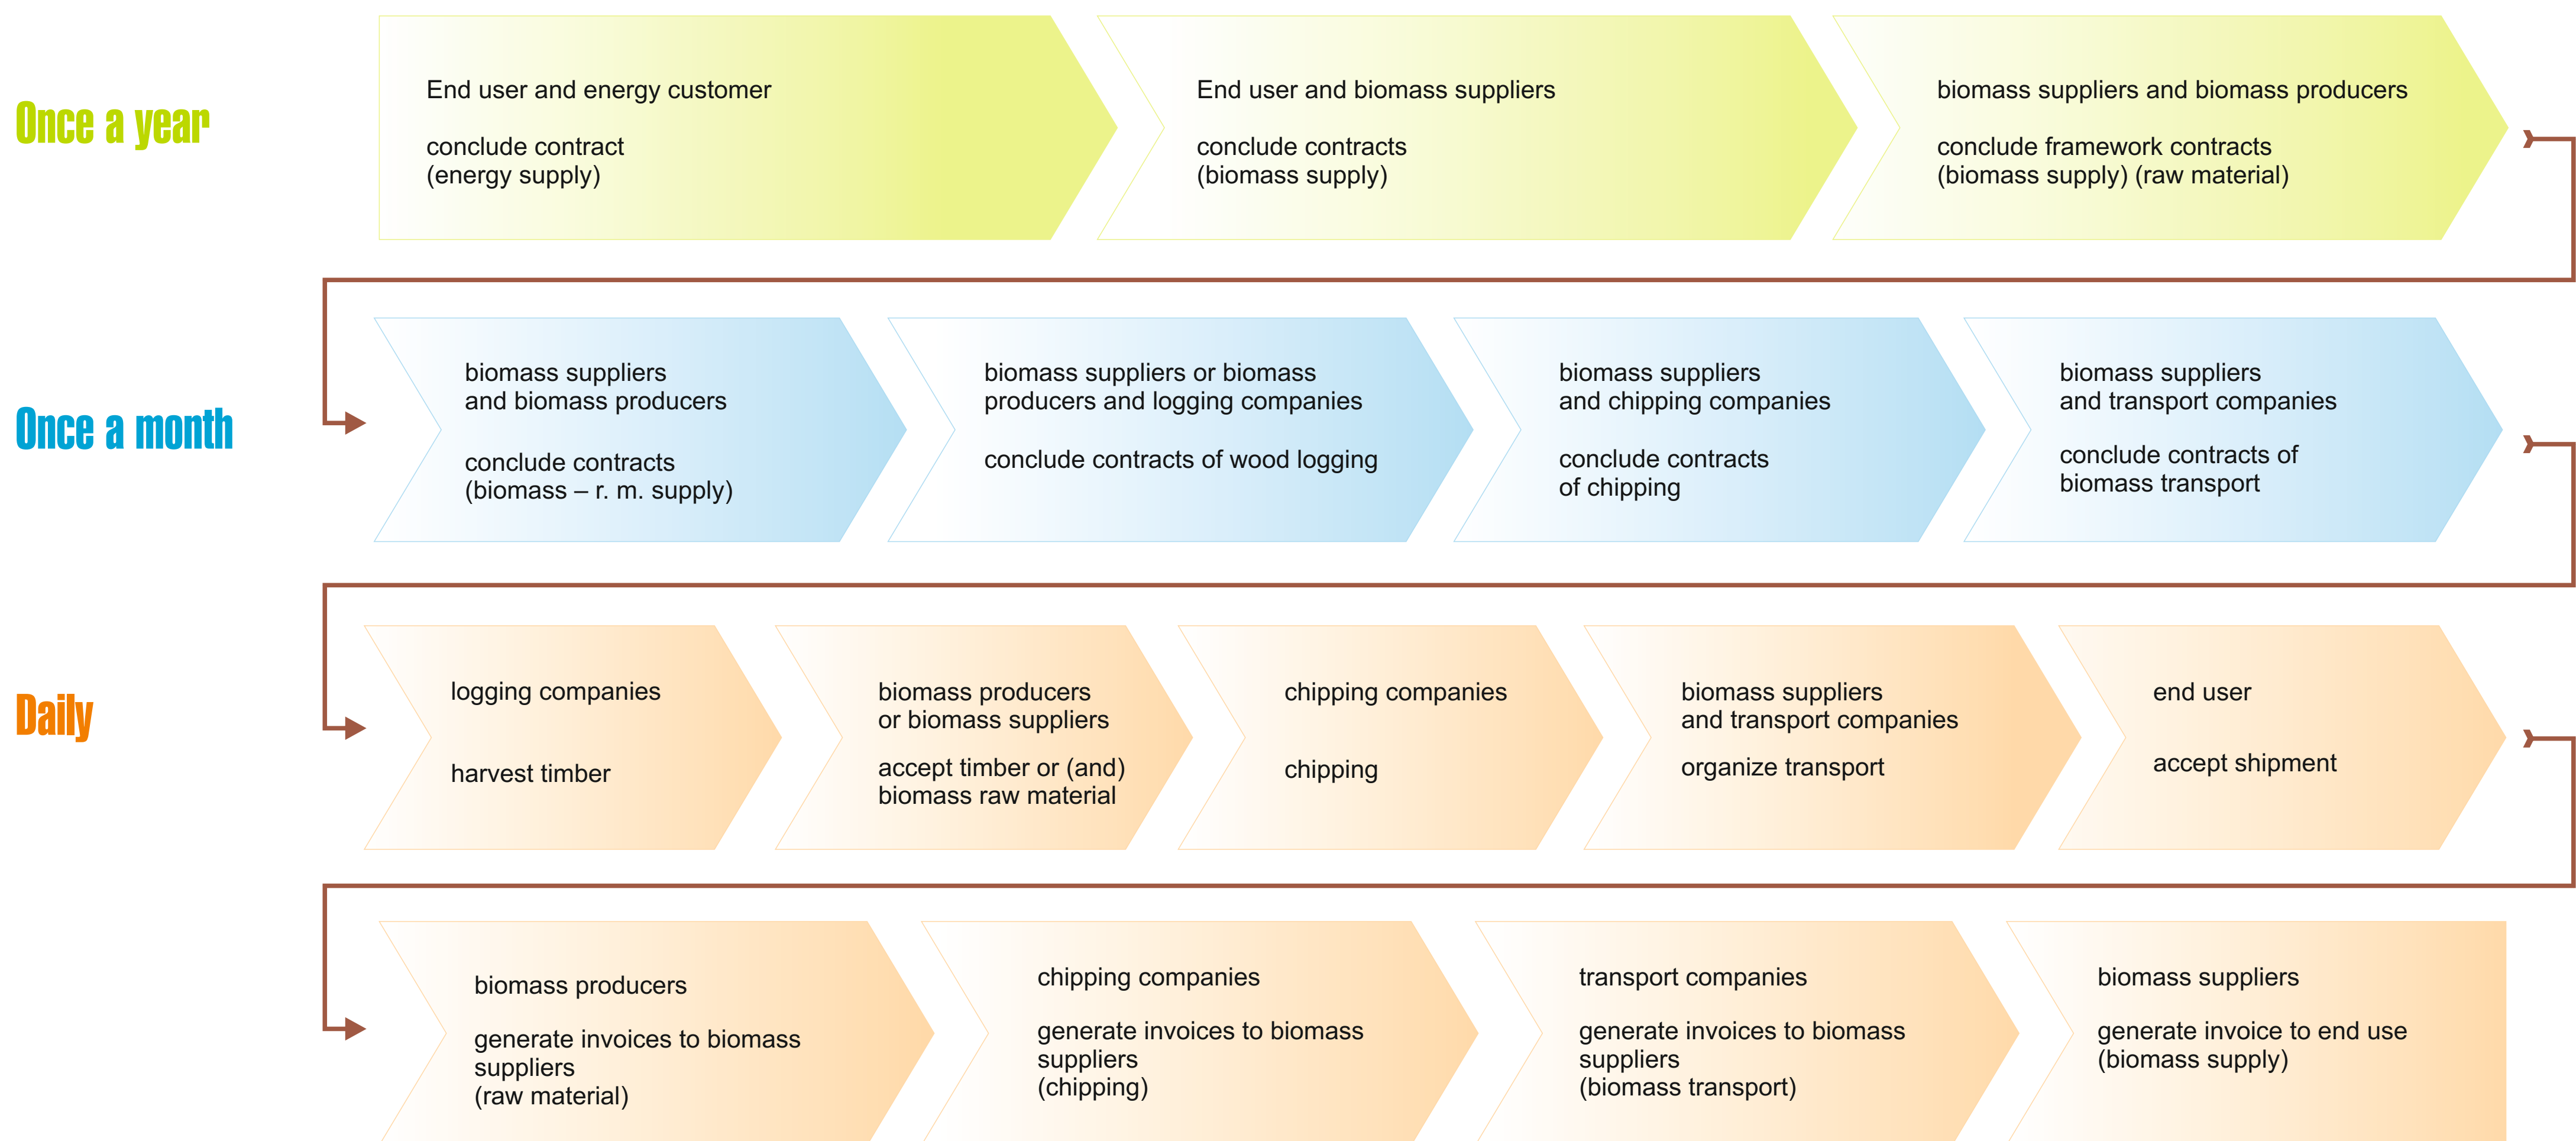 Once a year
End user and energy customer
conclude contract
(energy supply)
End user and biomass suppliers
conclude contracts
(biomass supply)
biomass suppliers and biomass producers
conclude framework contracts
(biomass supply) (raw material)
Once a month
biomass suppliers
and biomass producers
conclude contracts
(biomass – r. m. supply)
biomass suppliers or biomass
producers and logging companies
conclude contracts of wood logging
biomass suppliers
and chipping companies
conclude contracts
of chipping
biomass suppliers
and transport companies
conclude contracts of
biomass transport
Daily
logging companies
harvest timber
biomass producers
or biomass suppliers
accept timber or (and)
biomass raw material
chipping companies
chipping
biomass suppliers
and transport companies
organize transport
end user
accept shipment
biomass producers
generate invoices to biomass
suppliers
(raw material)
chipping companies
generate invoices to biomass
suppliers
(chipping)
transport companies
generate invoices to biomass
suppliers
(biomass transport)
biomass suppliers
generate invoice to end use
(biomass supply)